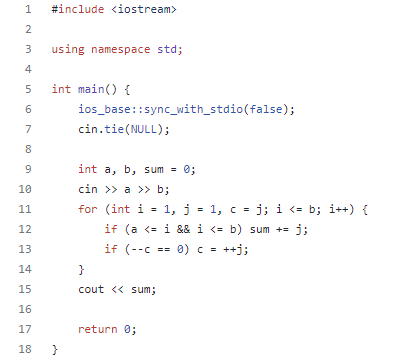 1 #include <iostream>
2
3 using namespace std;
4
5 int main() {
6     ios_base::sync_with_stdio(false);
7     cin.tie(NULL);
8
9     int a, b, sum = 0;
10     cin >> a >> b;
11     for (int i = 1, j = 1, c = j; i <= b; i++) {
12         if (a <= i && i <= b) sum += j;
13         if (--c == 0) c = ++j;
14     }
15     cout << sum;
16
17     return 0;
18 }